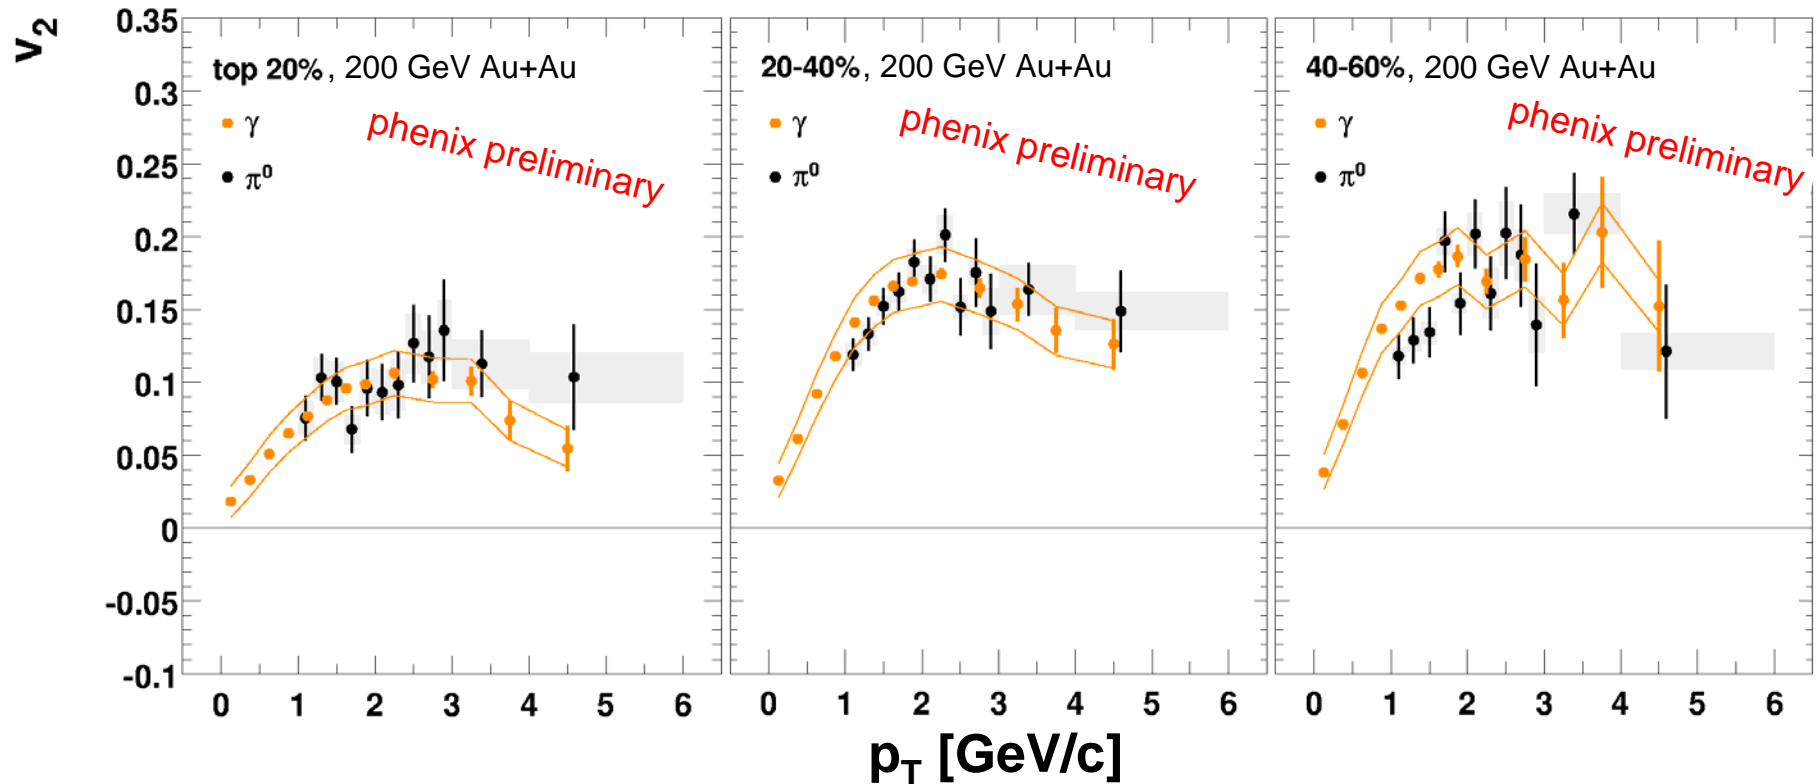 v2
0.35
0.3
0.25
0.2
0.15
0.1
0.05
0
-0.05
-0.1
top 20%, 200 GeV Au+Au
γ
π0
phenix preliminary
0 1 2 3 4 5 6
20-40%, 200 GeV Au+Au
γ
π0
phenix preliminary
0 1 2 3 4 5 6
40-60%, 200 GeV Au+Au
γ
π0
phenix preliminary
0 1 2 3 4 5 6
pT [GeV/c]